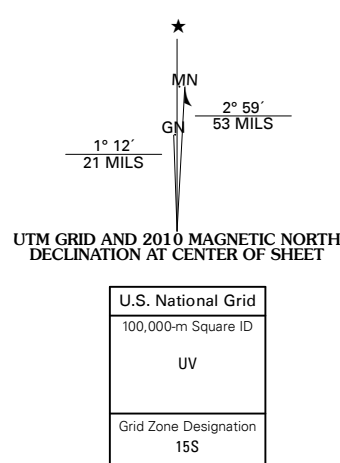 ★
MN
2° 59´
53 MILS
GN
1° 12´
21 MILS
UTM GRID AND 2010 MAGNETIC NORTH
DECLINATION AT CENTER OF SHEET
U.S. National Grid
100,000-m Square ID
UV
Grid Zone Designation
15S